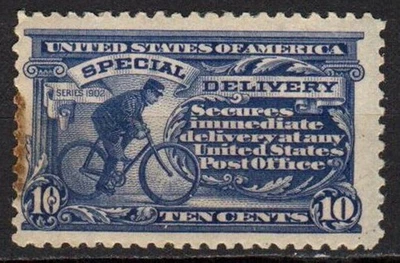 UNITED STATES OF AMERICA
SPECIAL
DELIVERY
SERIES 1902
Secures
immediate
delivery at any
United States
Post Office
10
TEN CENTS
10